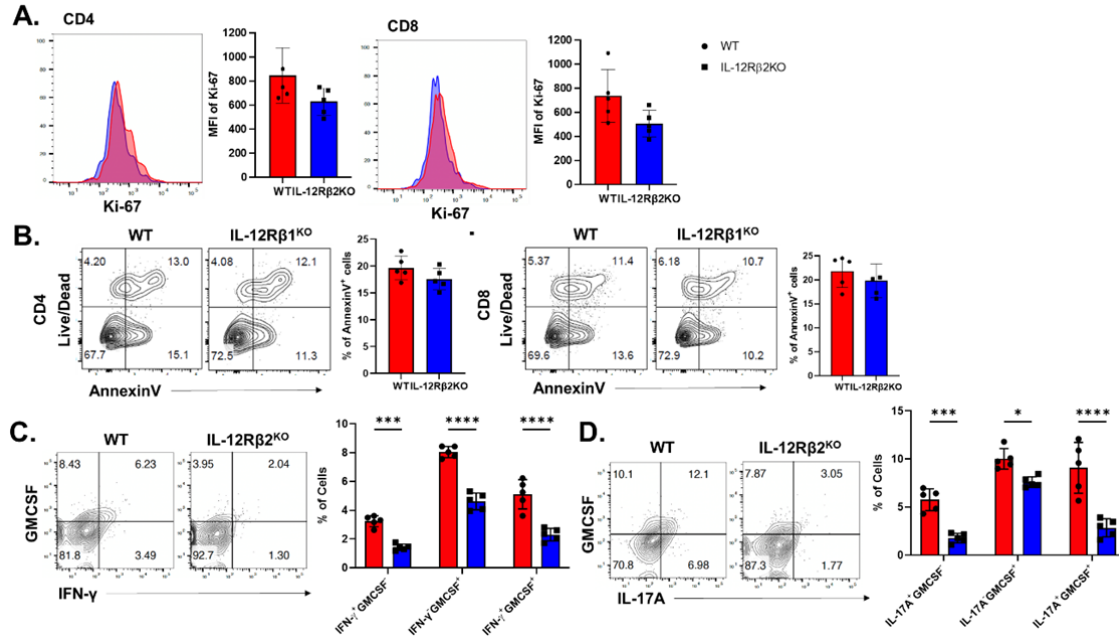 A.
CD4
CD8
WT
IL-12Rβ2KO
MFI of Ki-67
1200
1000
800
600
400
200
0
WTIL-12Rβ2KO
Ki-67
MFI of Ki-67
1200
1000
800
600
400
200
0
WTIL-12Rβ2KO
Ki-67
B.
WT
IL-12Rβ1KO
CD4
Live/Dead
4.20
13.0
67.7
15.1
4.08
12.1
72.5
11.3
AnnexinV
% of AnnexinV+ cells
25
20
15
10
5
0
WTIL-12Rβ2KO
WT
IL-12Rβ1KO
CD8
Live/Dead
5.37
11.4
69.6
13.6
6.18
10.7
72.9
10.2
AnnexinV
% of AnnexinV+ cells
25
20
15
10
5
0
WTIL-12Rβ2KO
C.
WT
IL-12Rβ2KO
GMCSF
8.43
6.23
81.8
3.49
3.95
2.04
92.7
1.30
IFN-γ
% of Cells
10
8
6
4
2
0
***
****
****
IFN-γ+GMCSF-
IFN-γ-GMCSF+
IFN-γ+GMCSF+
D.
WT
IL-12Rβ2KO
GMCSF
10.1
12.1
70.8
6.98
7.87
3.05
87.3
1.77
IL-17A
% of Cells
15
10
5
0
***
*
****
IL-17A+GMCSF-
IL-17A-GMCSF+
IL-17A+GMCSF+